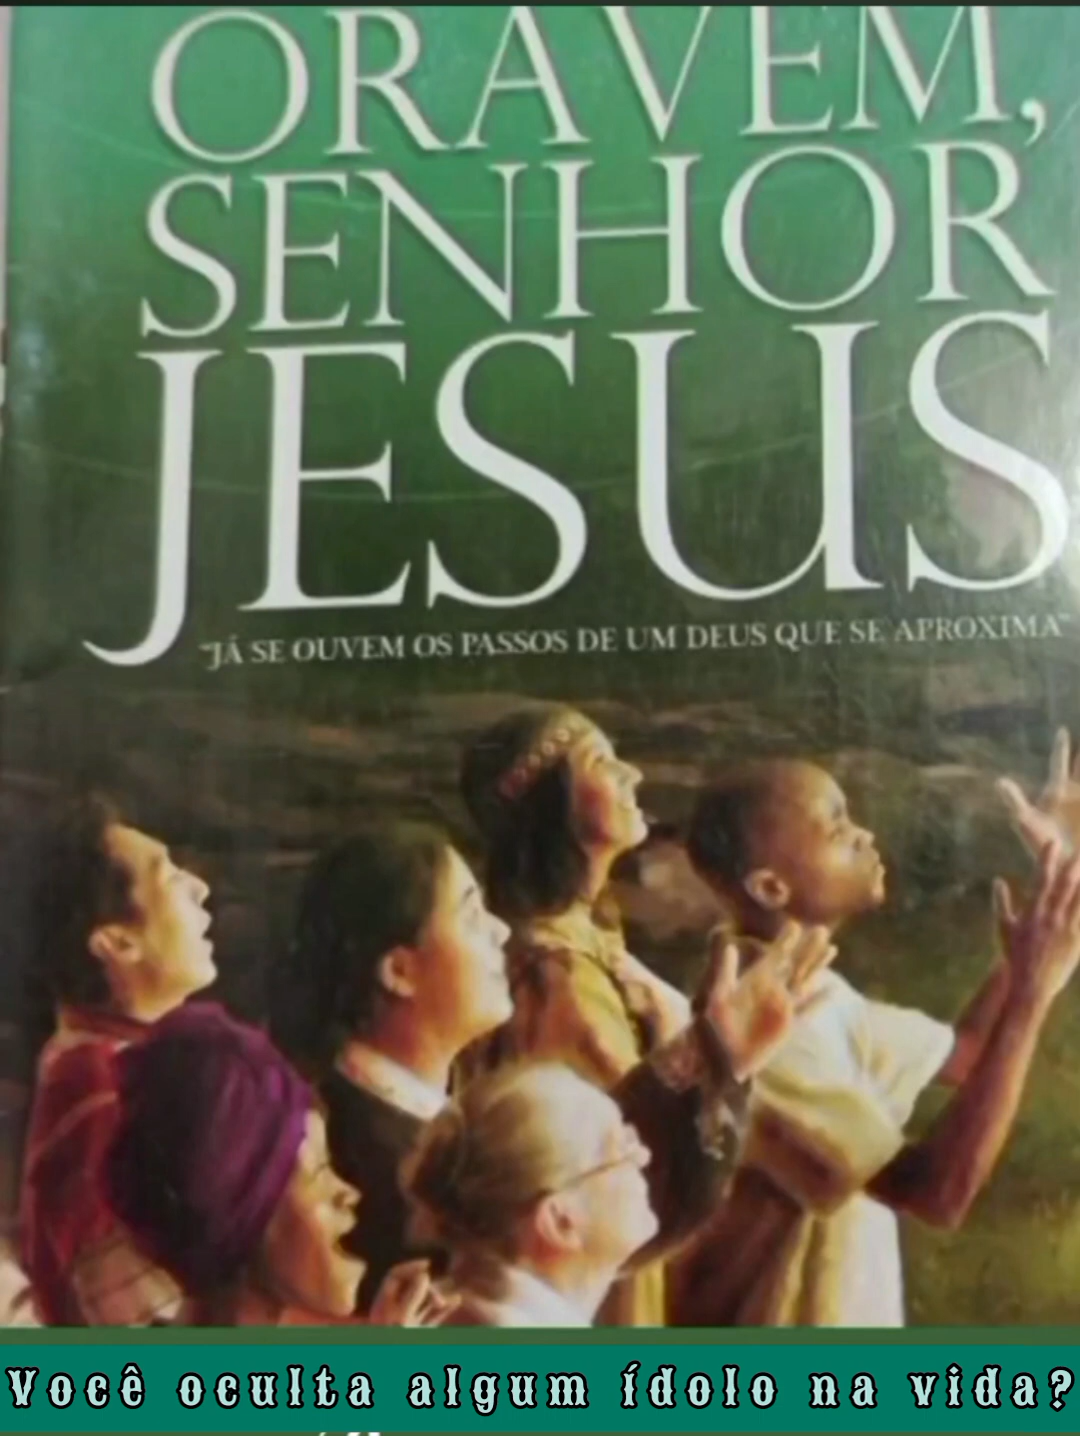 ORA VEM,
SENHOR
JESUS
"JÁ SE OUVEM OS PASSOS DE UM DEUS QUE SE APROXIMA"
Você oculta algum ídolo na vida?